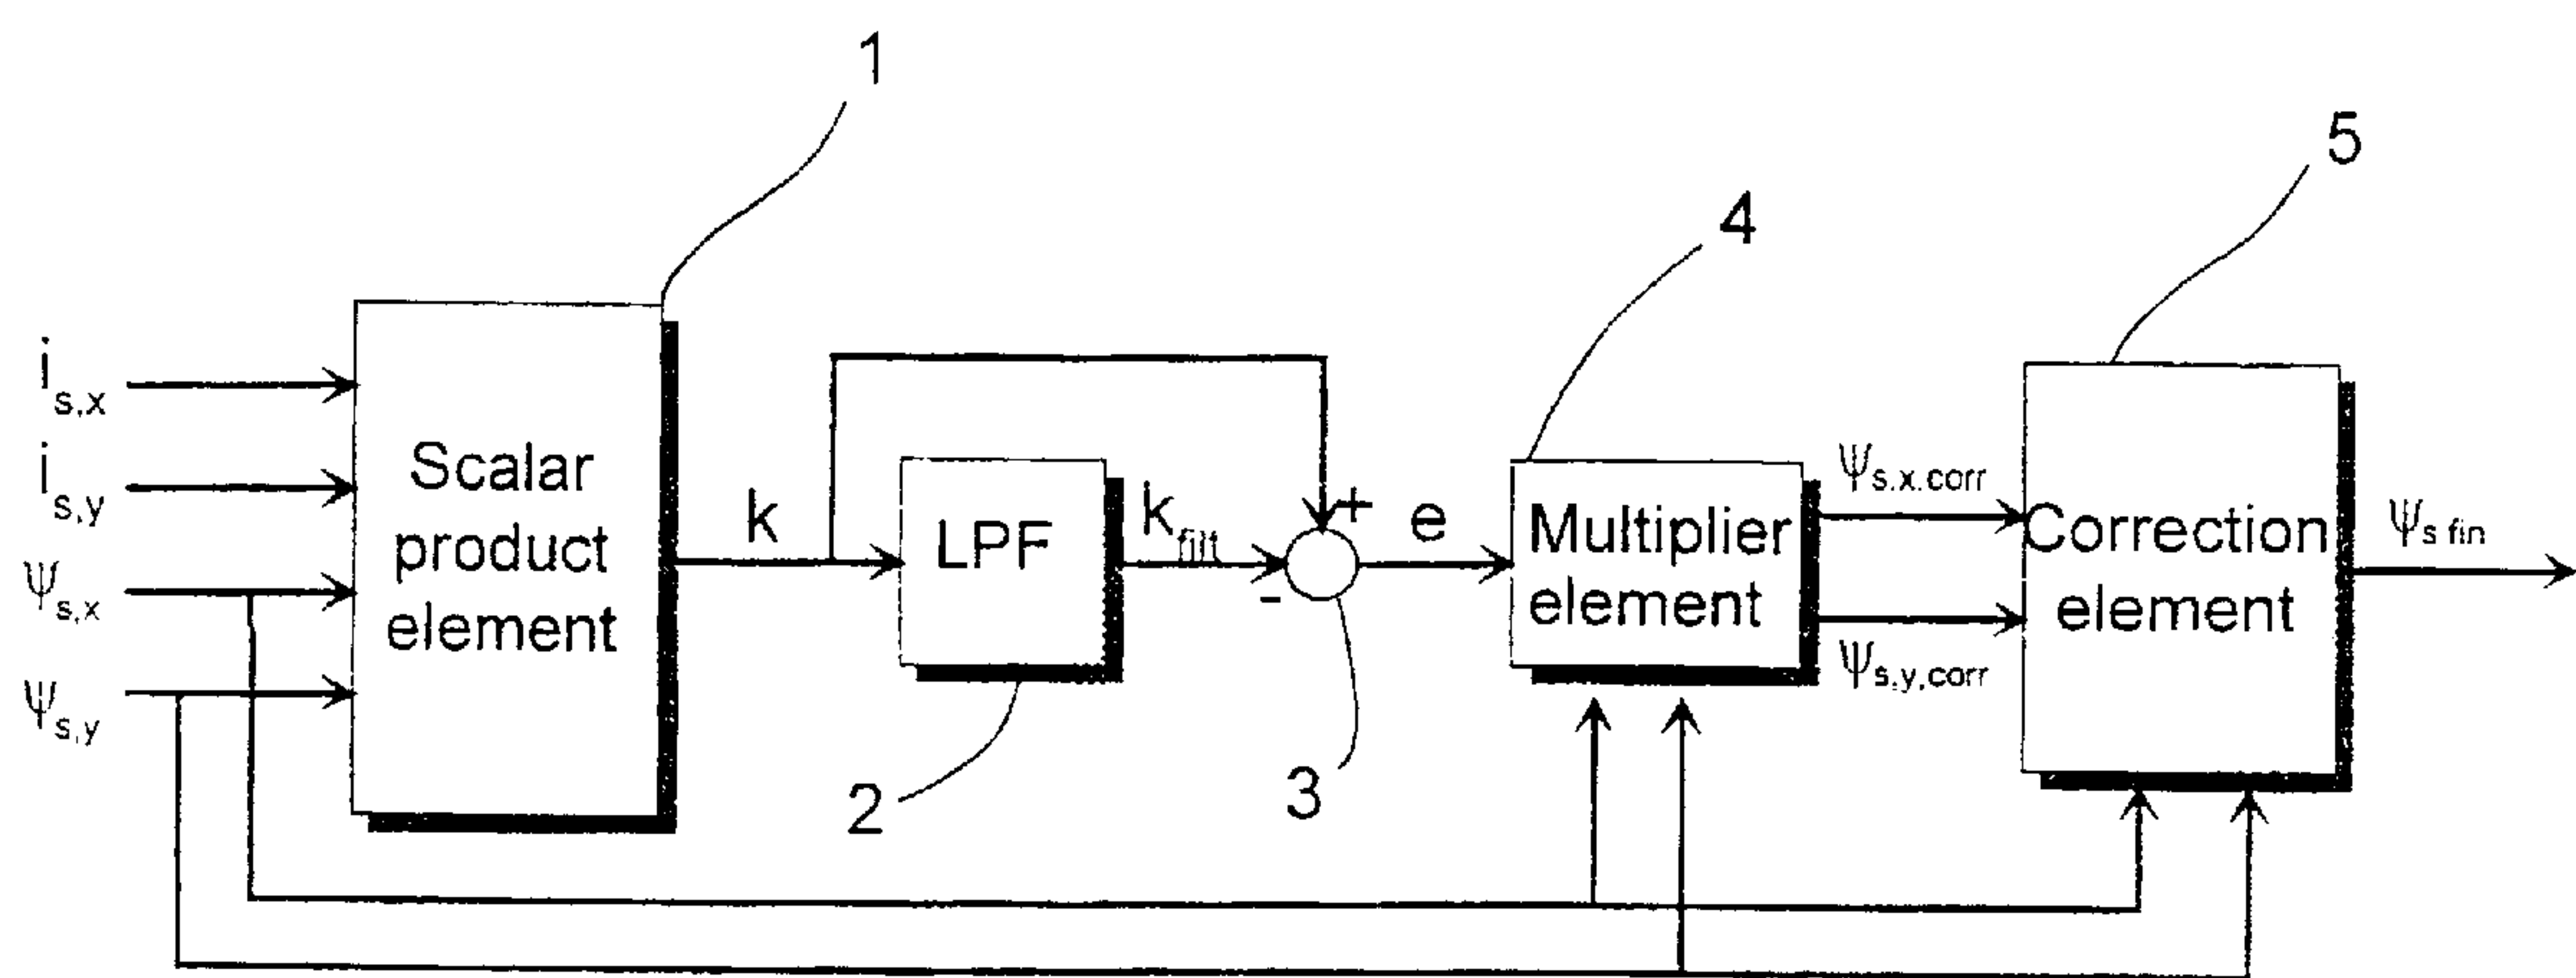 1
5
4
i s,x
i s,y
ψ s,x
ψ s,y
Scalar
product
element
k
LPF
k filt
+
-
e
Multiplier
element
ψ s.x.corr
ψ s.y,corr
Correction
element
ψ s fin
2
3